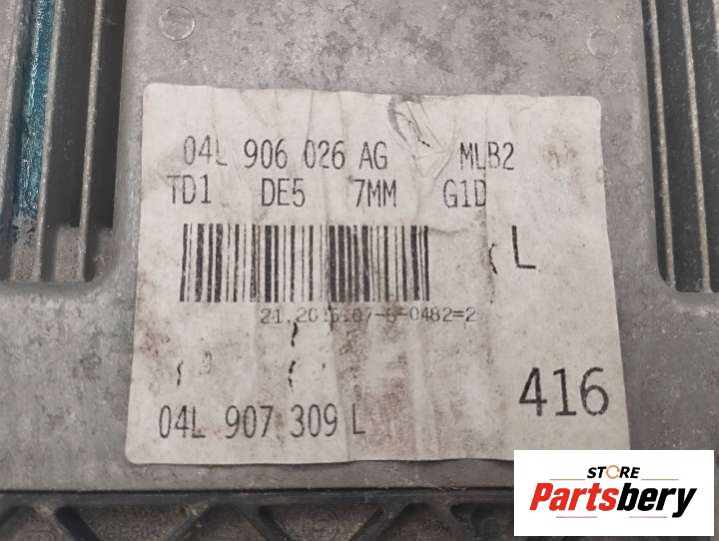 04L 906 026 AG MLB2
TD1 DE5 7MM G1D
L
04L 907 309 L
416
STORE
Partsbery